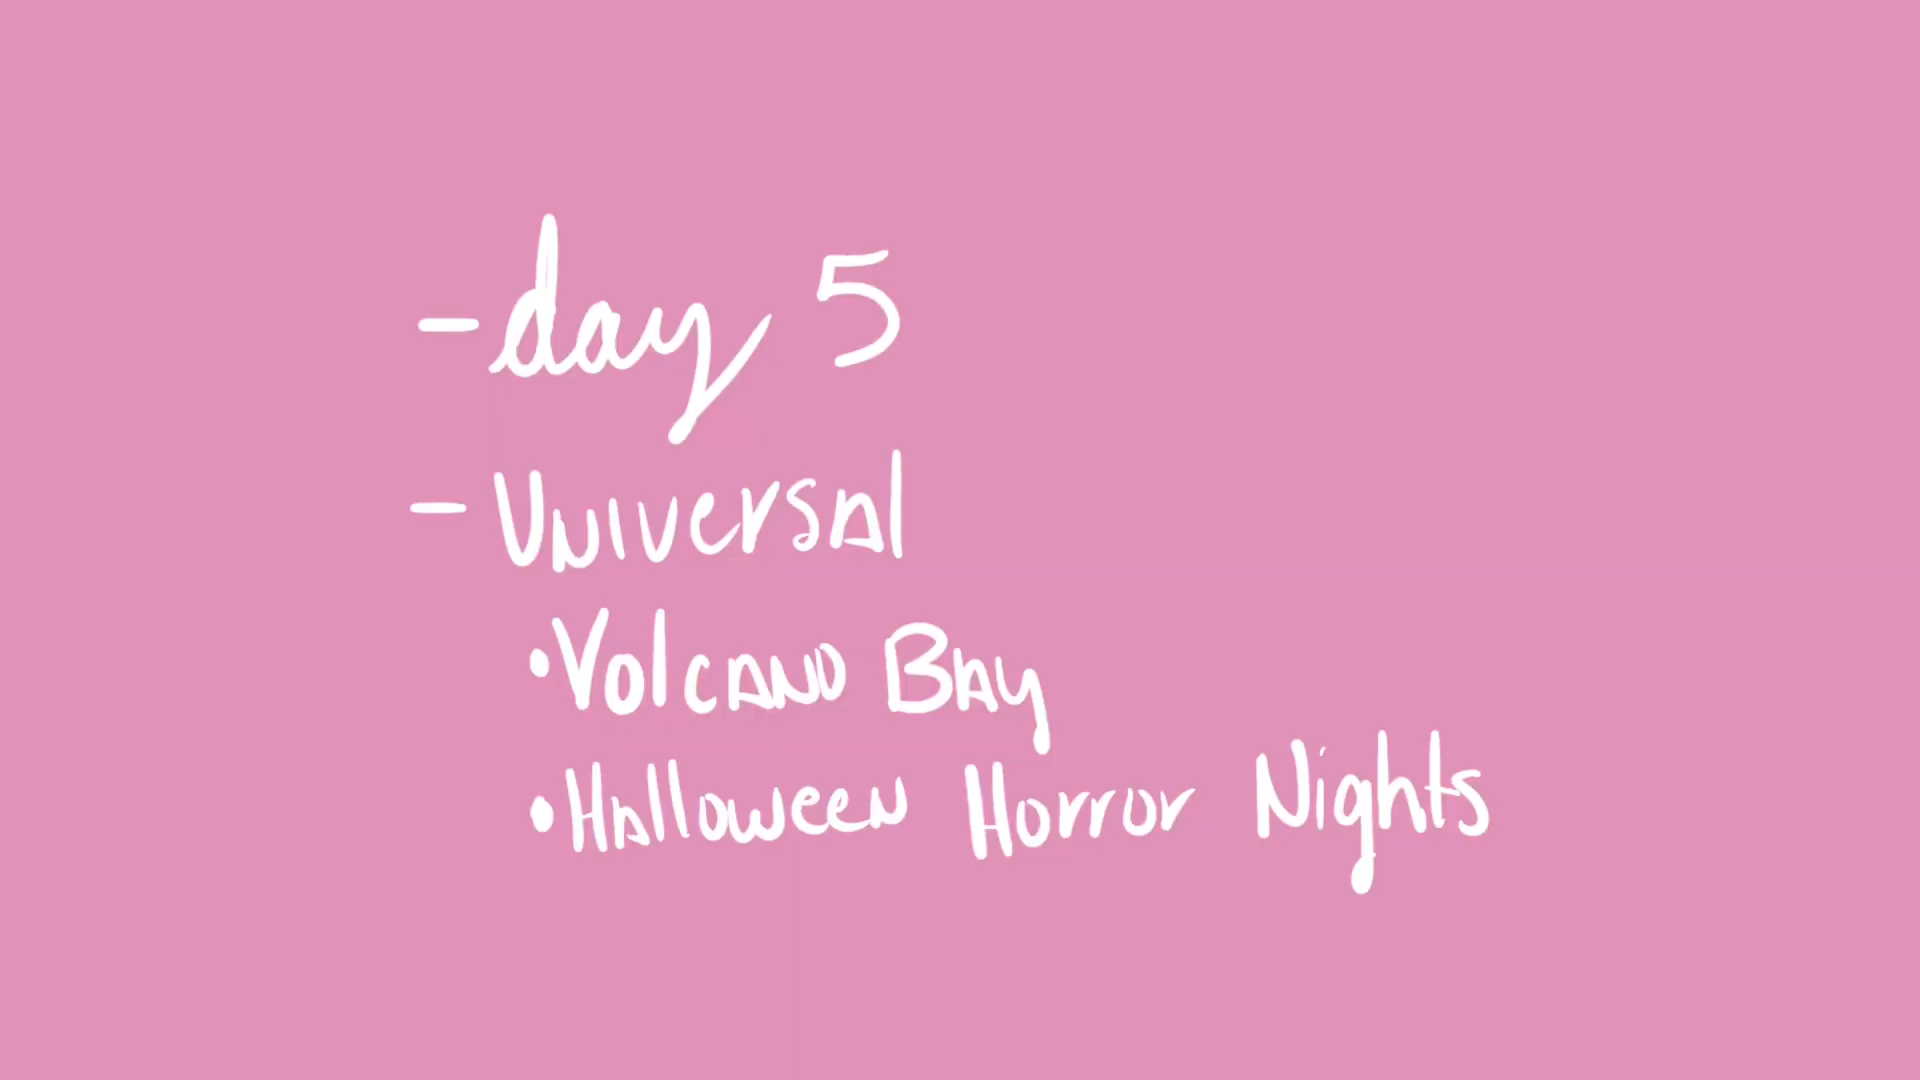 - day 5
- Universal
• Volcano Bay
• Halloween Horror Nights